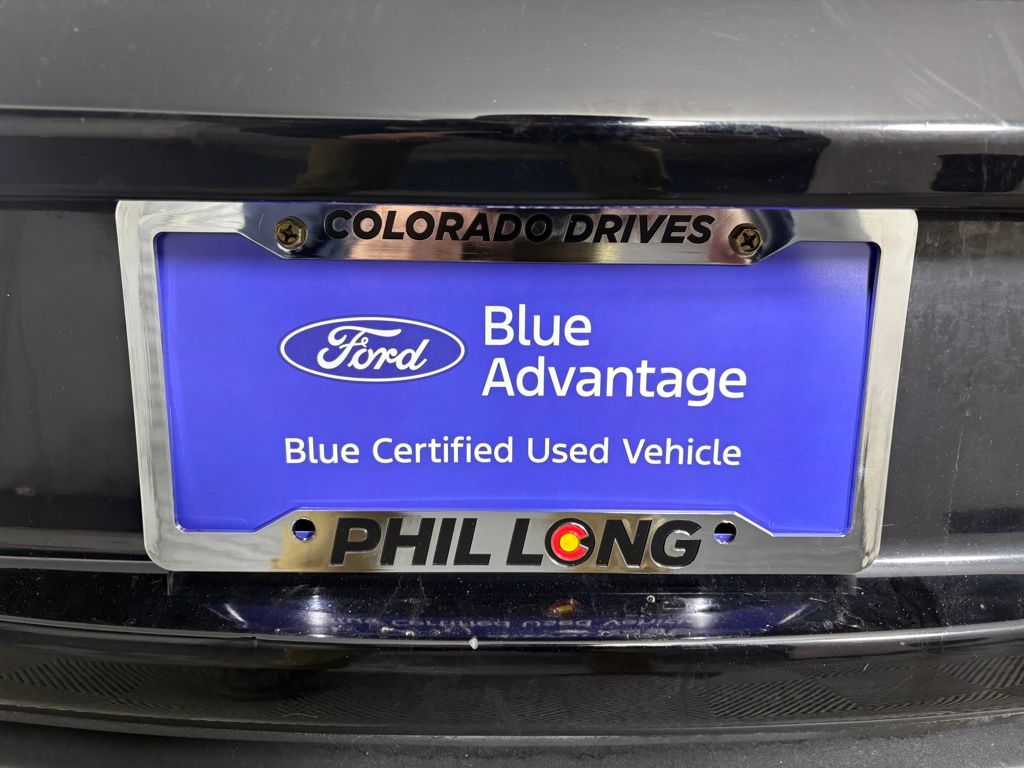 COLORADO DRIVES
Ford
Blue
Advantage
Blue Certified Used Vehicle
PHIL LONG